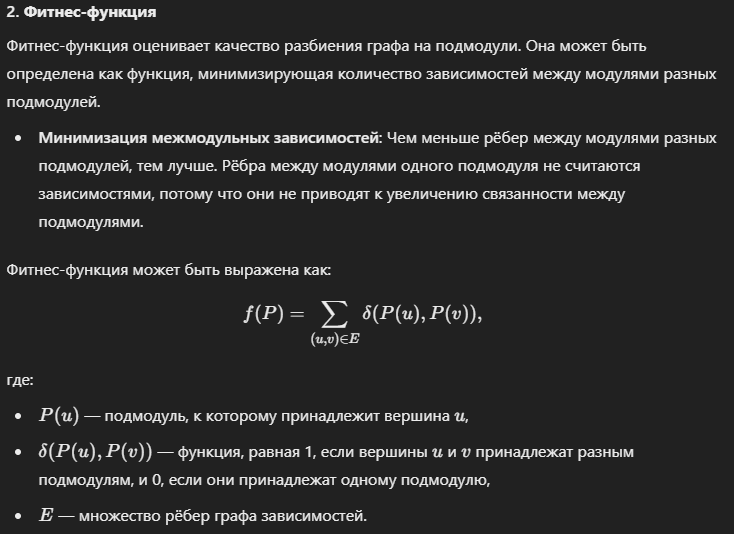 2. Фитнес-функция
Фитнес-функция оценивает качество разбиения графа на подмодули. Она может быть
определена как функция, минимизирующая количество зависимостей между модулями разных
подмодулей.
• Минимизация межмодульных зависимостей: Чем меньше рёбер между модулями разных
подмодулей, тем лучше. Рёбра между модулями одного подмодуля не считаются
зависимостями, потому что они не приводят к увеличению связанности между
подмодулями.
Фитнес-функция может быть выражена как:
f(P) = ∑ δ(P(u), P(v)),
(u,v)∈E
где:
• P(u) — подмодуль, к которому принадлежит вершина u,
• δ(P(u), P(v)) — функция, равная 1, если вершины u и v принадлежат разным
подмодулям, и 0, если они принадлежат одному подмодулю,
• E — множество рёбер графа зависимостей.